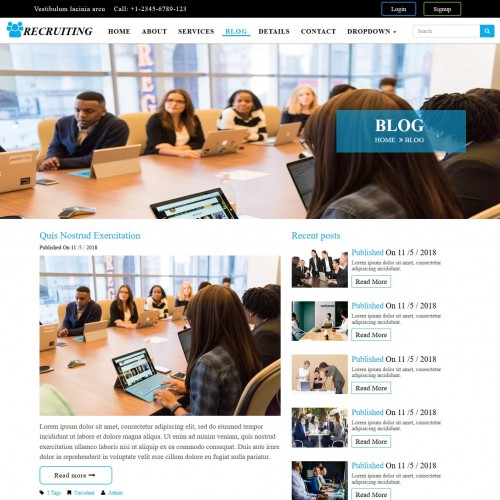 Vestibulum lacinia arcu Call: +1-2345-6789-123 Login Signup
RECRUITING HOME ABOUT SERVICES BLOG DETAILS CONTACT DROPDOWN Search
BLOG
HOME » BLOG
Quis Nostrud Exercitation
Published On 11 /5 / 2018
Lorem ipsum dolor sit amet, consectetur adipiscing elit, sed do eiusmod tempor
incididunt ut labore et dolore magna aliqua. Ut enim ad minim veniam, quis nostrud
exercitation ullamco laboris nisi ut aliquip ex ea commodo consequat. Duis aute irure
dolor in reprehenderit in voluptate velit esse cillum dolore eu fugiat nulla pariatur.
Read more
2 Tags Tincidunt Admin
Recent posts
Published On 11 /5 / 2018
Lorem ipsum dolor sit amet, consectetur
adipisicing incididunt.
Read More
Published On 11 /5 / 2018
Lorem ipsum dolor sit amet, consectetur
adipisicing incididunt.
Read More
Published On 11 /5 / 2018
Lorem ipsum dolor sit amet, consectetur
adipisicing incididunt.
Read More
Published On 11 /5 / 2018
Lorem ipsum dolor sit amet, consectetur
adipisicing incididunt.
Read More
Published On 11 /5 / 2018
Lorem ipsum dolor sit amet, consectetur
adipisicing incididunt.
Read More